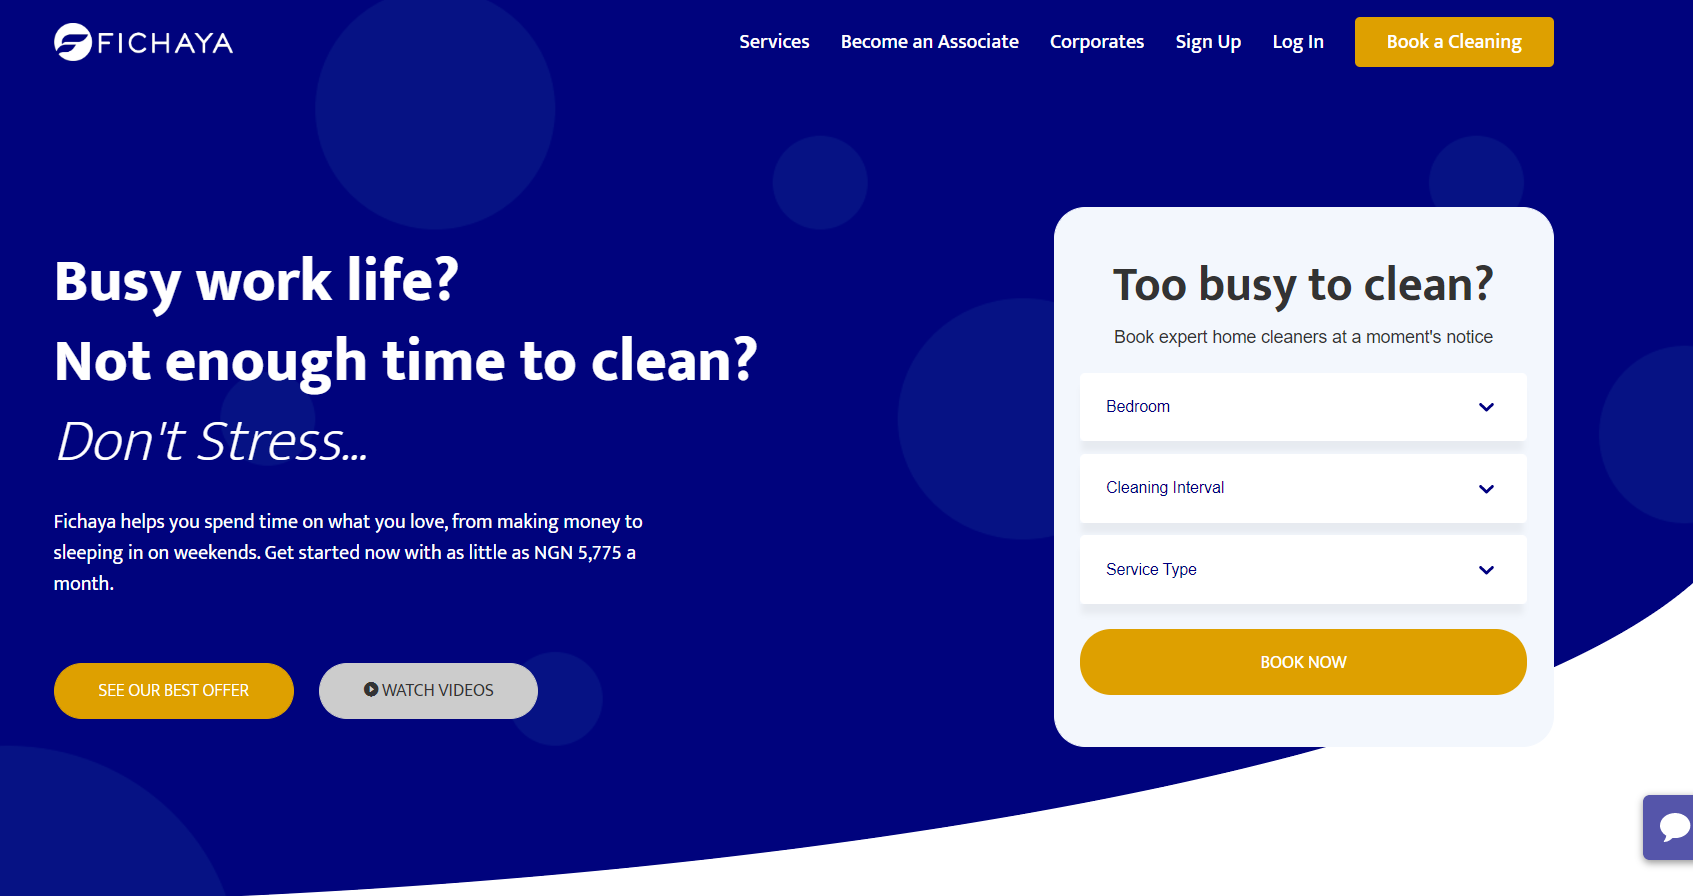 FICHAYA
Services
Become an Associate
Corporates
Sign Up
Log In
Book a Cleaning
Busy work life?
Not enough time to clean?
Don't Stress...
Fichaya helps you spend time on what you love, from making money to
sleeping in on weekends. Get started now with as little as NGN 5,775 a
month.
SEE OUR BEST OFFER
WATCH VIDEOS
Too busy to clean?
Book expert home cleaners at a moment's notice
Bedroom
Cleaning Interval
Service Type
BOOK NOW